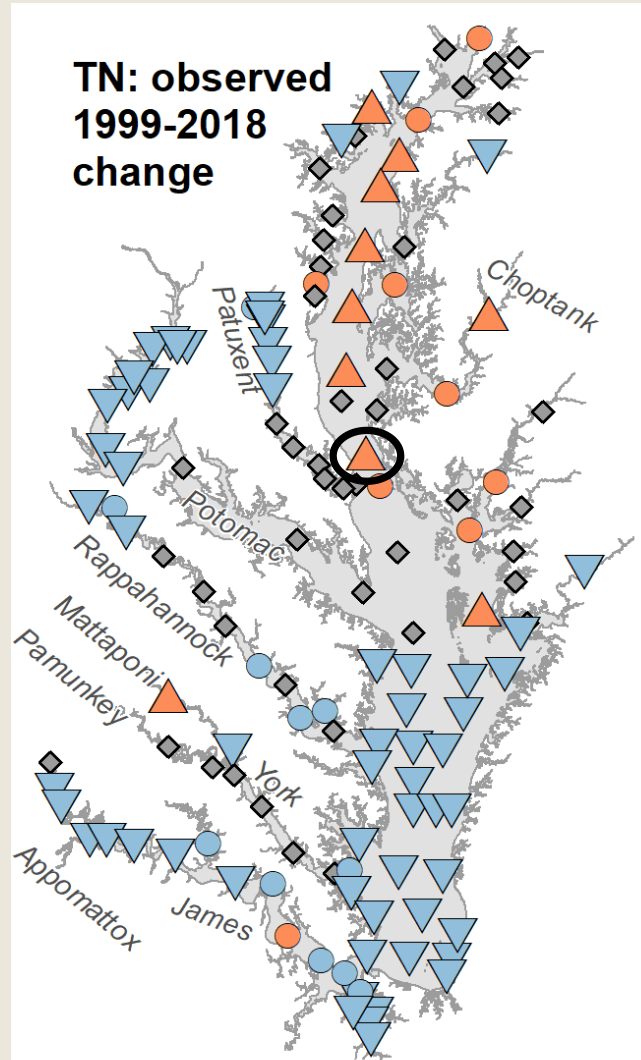 TN: observed
1999-2018
change
Choptank
Patuxent
Potomac
Rappahannock
Mattaponi
Pamunkey
York
Appomattox
James